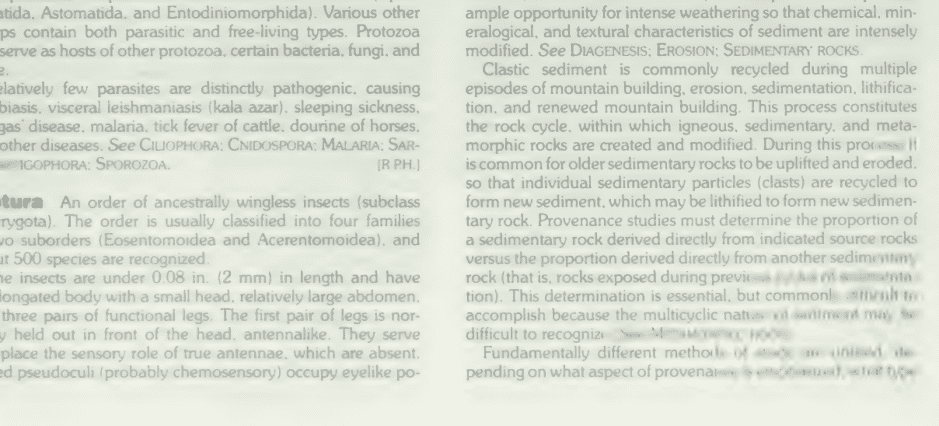 atida, Astomatida, and Entodiniomorphida). Various other
ps contain both parasitic and free-living types. Protozoa
serve as hosts of other protozoa, certain bacteria, fungi, and
e.
elatively few parasites are distinctly pathogenic, causing
biasis, visceral leishmaniasis (kala azar), sleeping sickness,
gas' disease, malaria, tick fever of cattle, dourine of horses,
other diseases. See CILIOPHORA; CNIDOSPORA; MALARIA; SAR-
IGOPHORA; SPOROZOA. [R.PH.]
tura An order of ancestrally wingless insects (subclass
rygota). The order is usually classified into four families
wo suborders (Eosentomoidea and Acerentomoidea), and
ut 500 species are recognized.
he insects are under 0.08 in. (2 mm) in length and have
longated body with a small head, relatively large abdomen,
three pairs of functional legs. The first pair of legs is nor-
y held out in front of the head, antennalike. They serve
place the sensory role of true antennae, which are absent.
ed pseudoculi (probably chemosensory) occupy eyelike po-
ample opportunity for intense weathering so that chemical, min-
eralogical, and textural characteristics of sediment are intensely
modified. See DIAGENESIS; EROSION; SEDIMENTARY ROCKS.
Clastic sediment is commonly recycled during multiple
episodes of mountain building, erosion, sedimentation, lithifica-
tion, and renewed mountain building. This process constitutes
the rock cycle, within which igneous, sedimentary, and meta-
morphic rocks are created and modified. During this process it
is common for older sedimentary rocks to be uplifted and eroded,
so that individual sedimentary particles (clasts) are recycled to
form new sediment, which may be lithified to form new sedimen-
tary rock. Provenance studies must determine the proportion of
a sedimentary rock derived directly from indicated source rocks
versus the proportion derived directly from another sedimentary
rock (that is, rocks exposed during
tion). This determination is essential, but commonl
accomplish because the multicyclic nature of sediment may be
difficult to recogniz
Fundamentally different methods of
pending on what aspect of